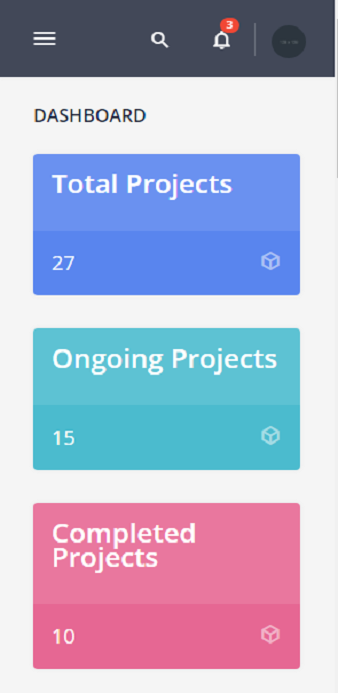 3
DASHBOARD
Total Projects
27
Ongoing Projects
15
Completed
Projects
10